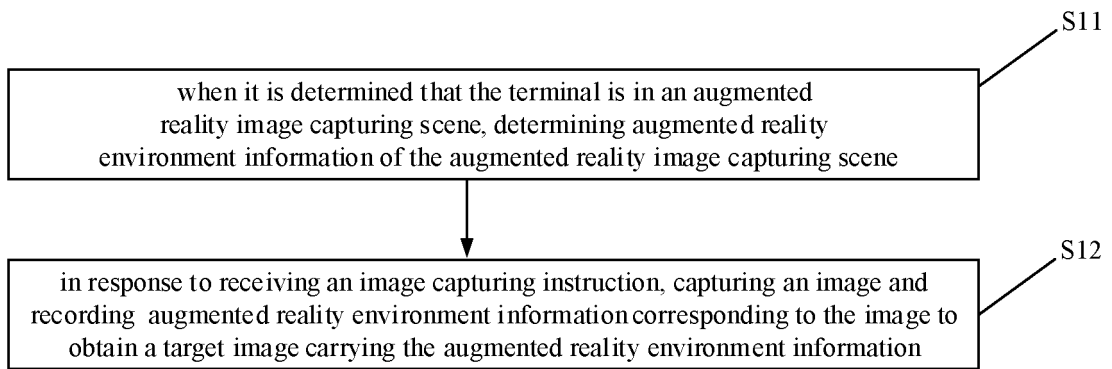 S11
when it is determined that the terminal is in an augmented
reality image capturing scene, determining augmented reality
environment information of the augmented reality image capturing scene
S12
in response to receiving an image capturing instruction, capturing an image and
recording augmented reality environment information corresponding to the image to
obtain a target image carrying the augmented reality environment information